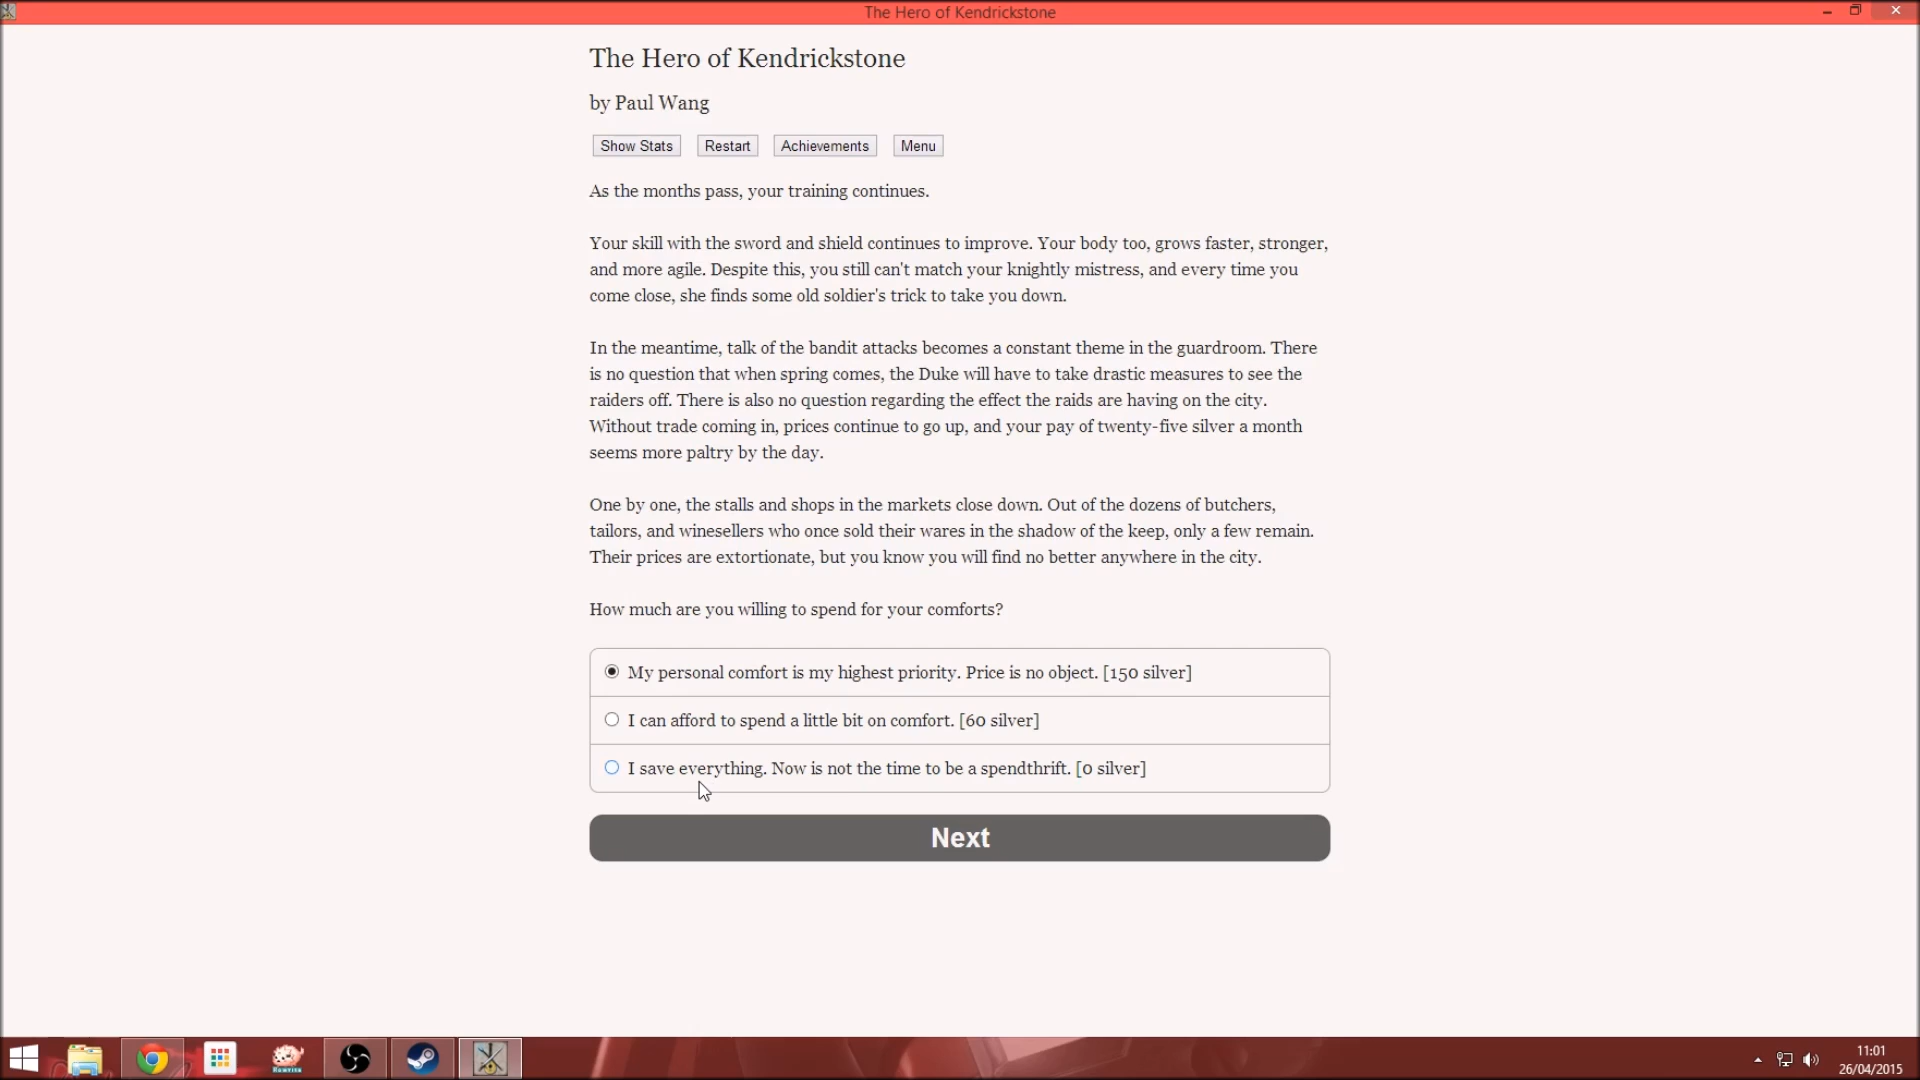 The Hero of Kendrickstone
The Hero of Kendrickstone
by Paul Wang
Show Stats
Restart
Achievements
Menu
As the months pass, your training continues.
Your skill with the sword and shield continues to improve. Your body too, grows faster, stronger,
and more agile. Despite this, you still can't match your knightly mistress, and every time you
come close, she finds some old soldier's trick to take you down.
In the meantime, talk of the bandit attacks becomes a constant theme in the guardroom. There
is no question that when spring comes, the Duke will have to take drastic measures to see the
raiders off. There is also no question regarding the effect the raids are having on the city.
Without trade coming in, prices continue to go up, and your pay of twenty-five silver a month
seems more paltry by the day.
One by one, the stalls and shops in the markets close down. Out of the dozens of butchers,
tailors, and winesellers who once sold their wares in the shadow of the keep, only a few remain.
Their prices are extortionate, but you know you will find no better anywhere in the city.
How much are you willing to spend for your comforts?
My personal comfort is my highest priority. Price is no object. [150 silver]
I can afford to spend a little bit on comfort. [60 silver]
I save everything. Now is not the time to be a spendthrift. [0 silver]
Next
11:01
26/04/2015